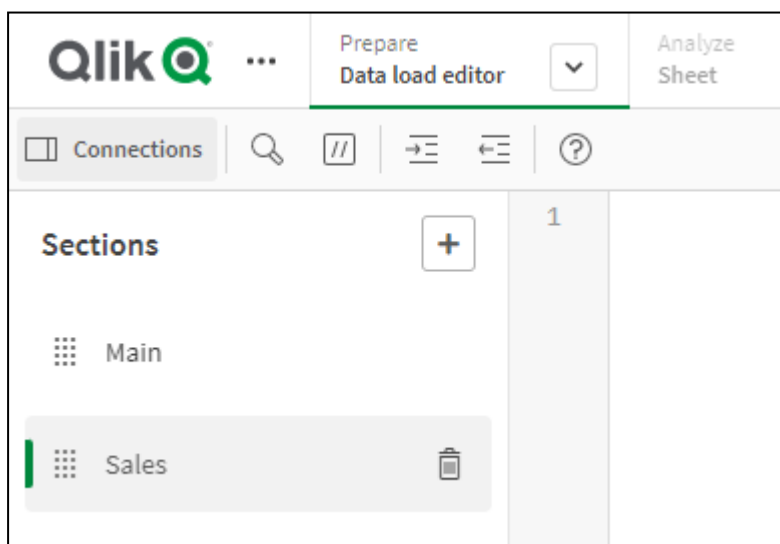 Qlik
...
Prepare
Data load editor
Analyze
Sheet
Connections
//
?
Sections
+
1
Main
Sales